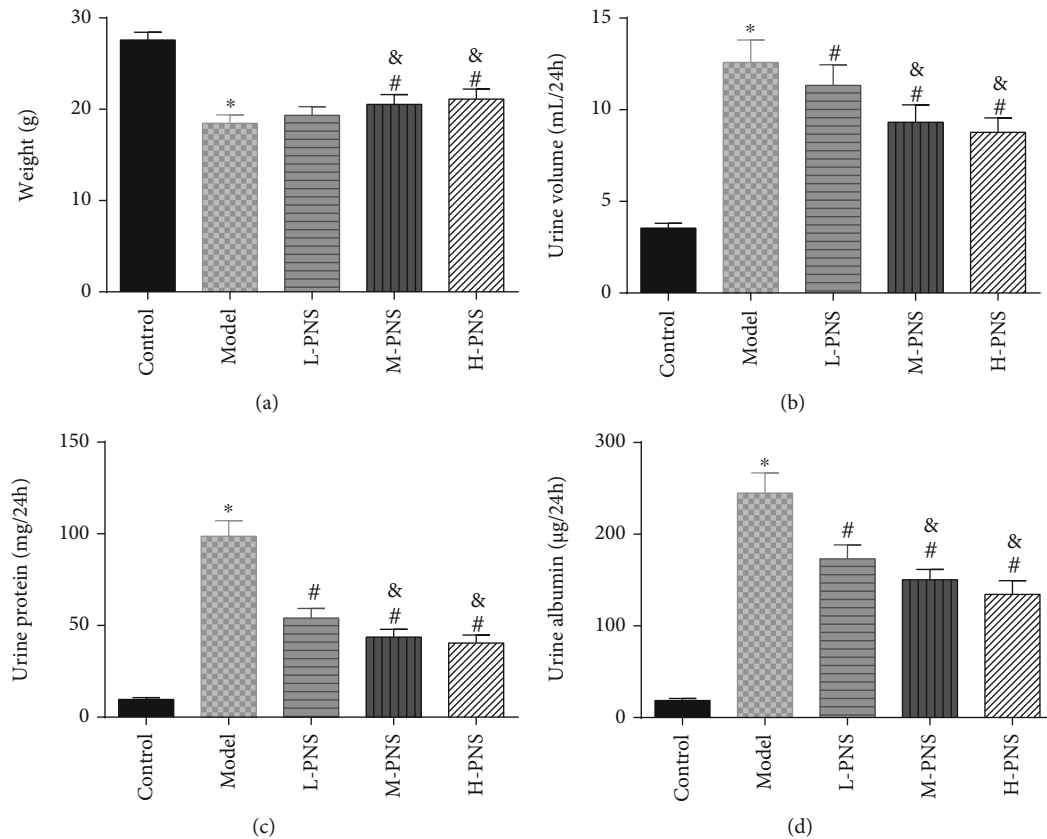 Weight (g)
30
20
10
0
*
&
#
&
#
Control
Model
L-PNS
M-PNS
H-PNS
(a)
Urine volume (mL/24h)
15
10
5
0
*
#
&
#
&
#
Control
Model
L-PNS
M-PNS
H-PNS
(b)
Urine protein (mg/24h)
150
100
50
0
*
#
&
#
&
#
Control
Model
L-PNS
M-PNS
H-PNS
(c)
Urine albumin (μg/24h)
300
200
100
0
*
#
&
#
&
#
Control
Model
L-PNS
M-PNS
H-PNS
(d)